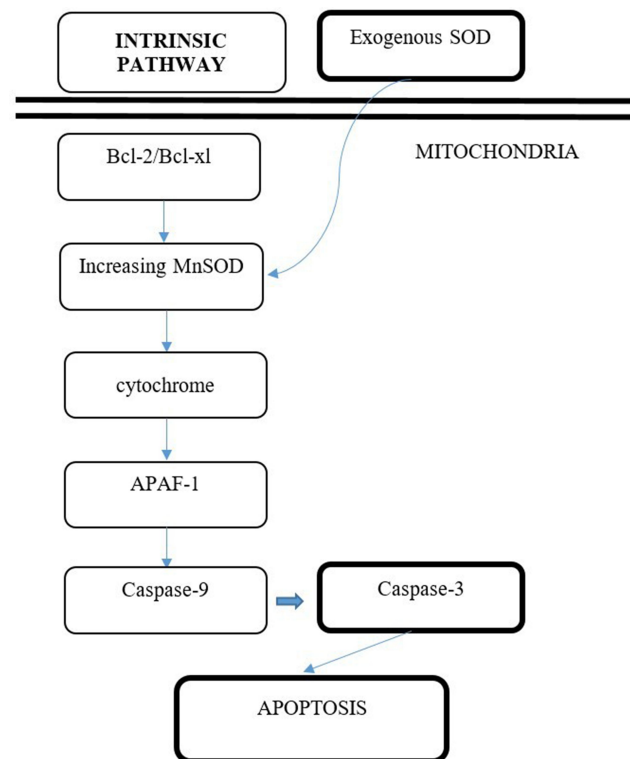 INTRINSIC
PATHWAY
Exogenous SOD
MITOCHONDRIA
Bcl-2/Bcl-xl
Increasing MnSOD
cytochrome
APAF-1
Caspase-9
Caspase-3
APOPTOSIS